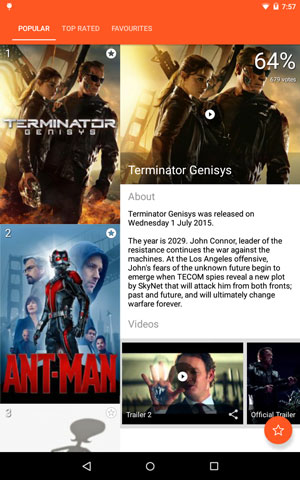 7:57
POPULAR TOP RATED FAVOURITES
1
TERMINATOR
GENISYS
2
ANT-MAN
3
64%
1,679 votes
Terminator Genisys
About
Terminator Genisys was released on
Wednesday 1 July 2015.
The year is 2029. John Connor, leader of the
resistance continues the war against the
machines. At the Los Angeles offensive,
John's fears of the unknown future begin to
emerge when TECOM spies reveal a new plot
by SkyNet that will attack him from both fronts;
past and future, and will ultimately change
warfare forever.
Videos
Trailer 2
Official Trailer